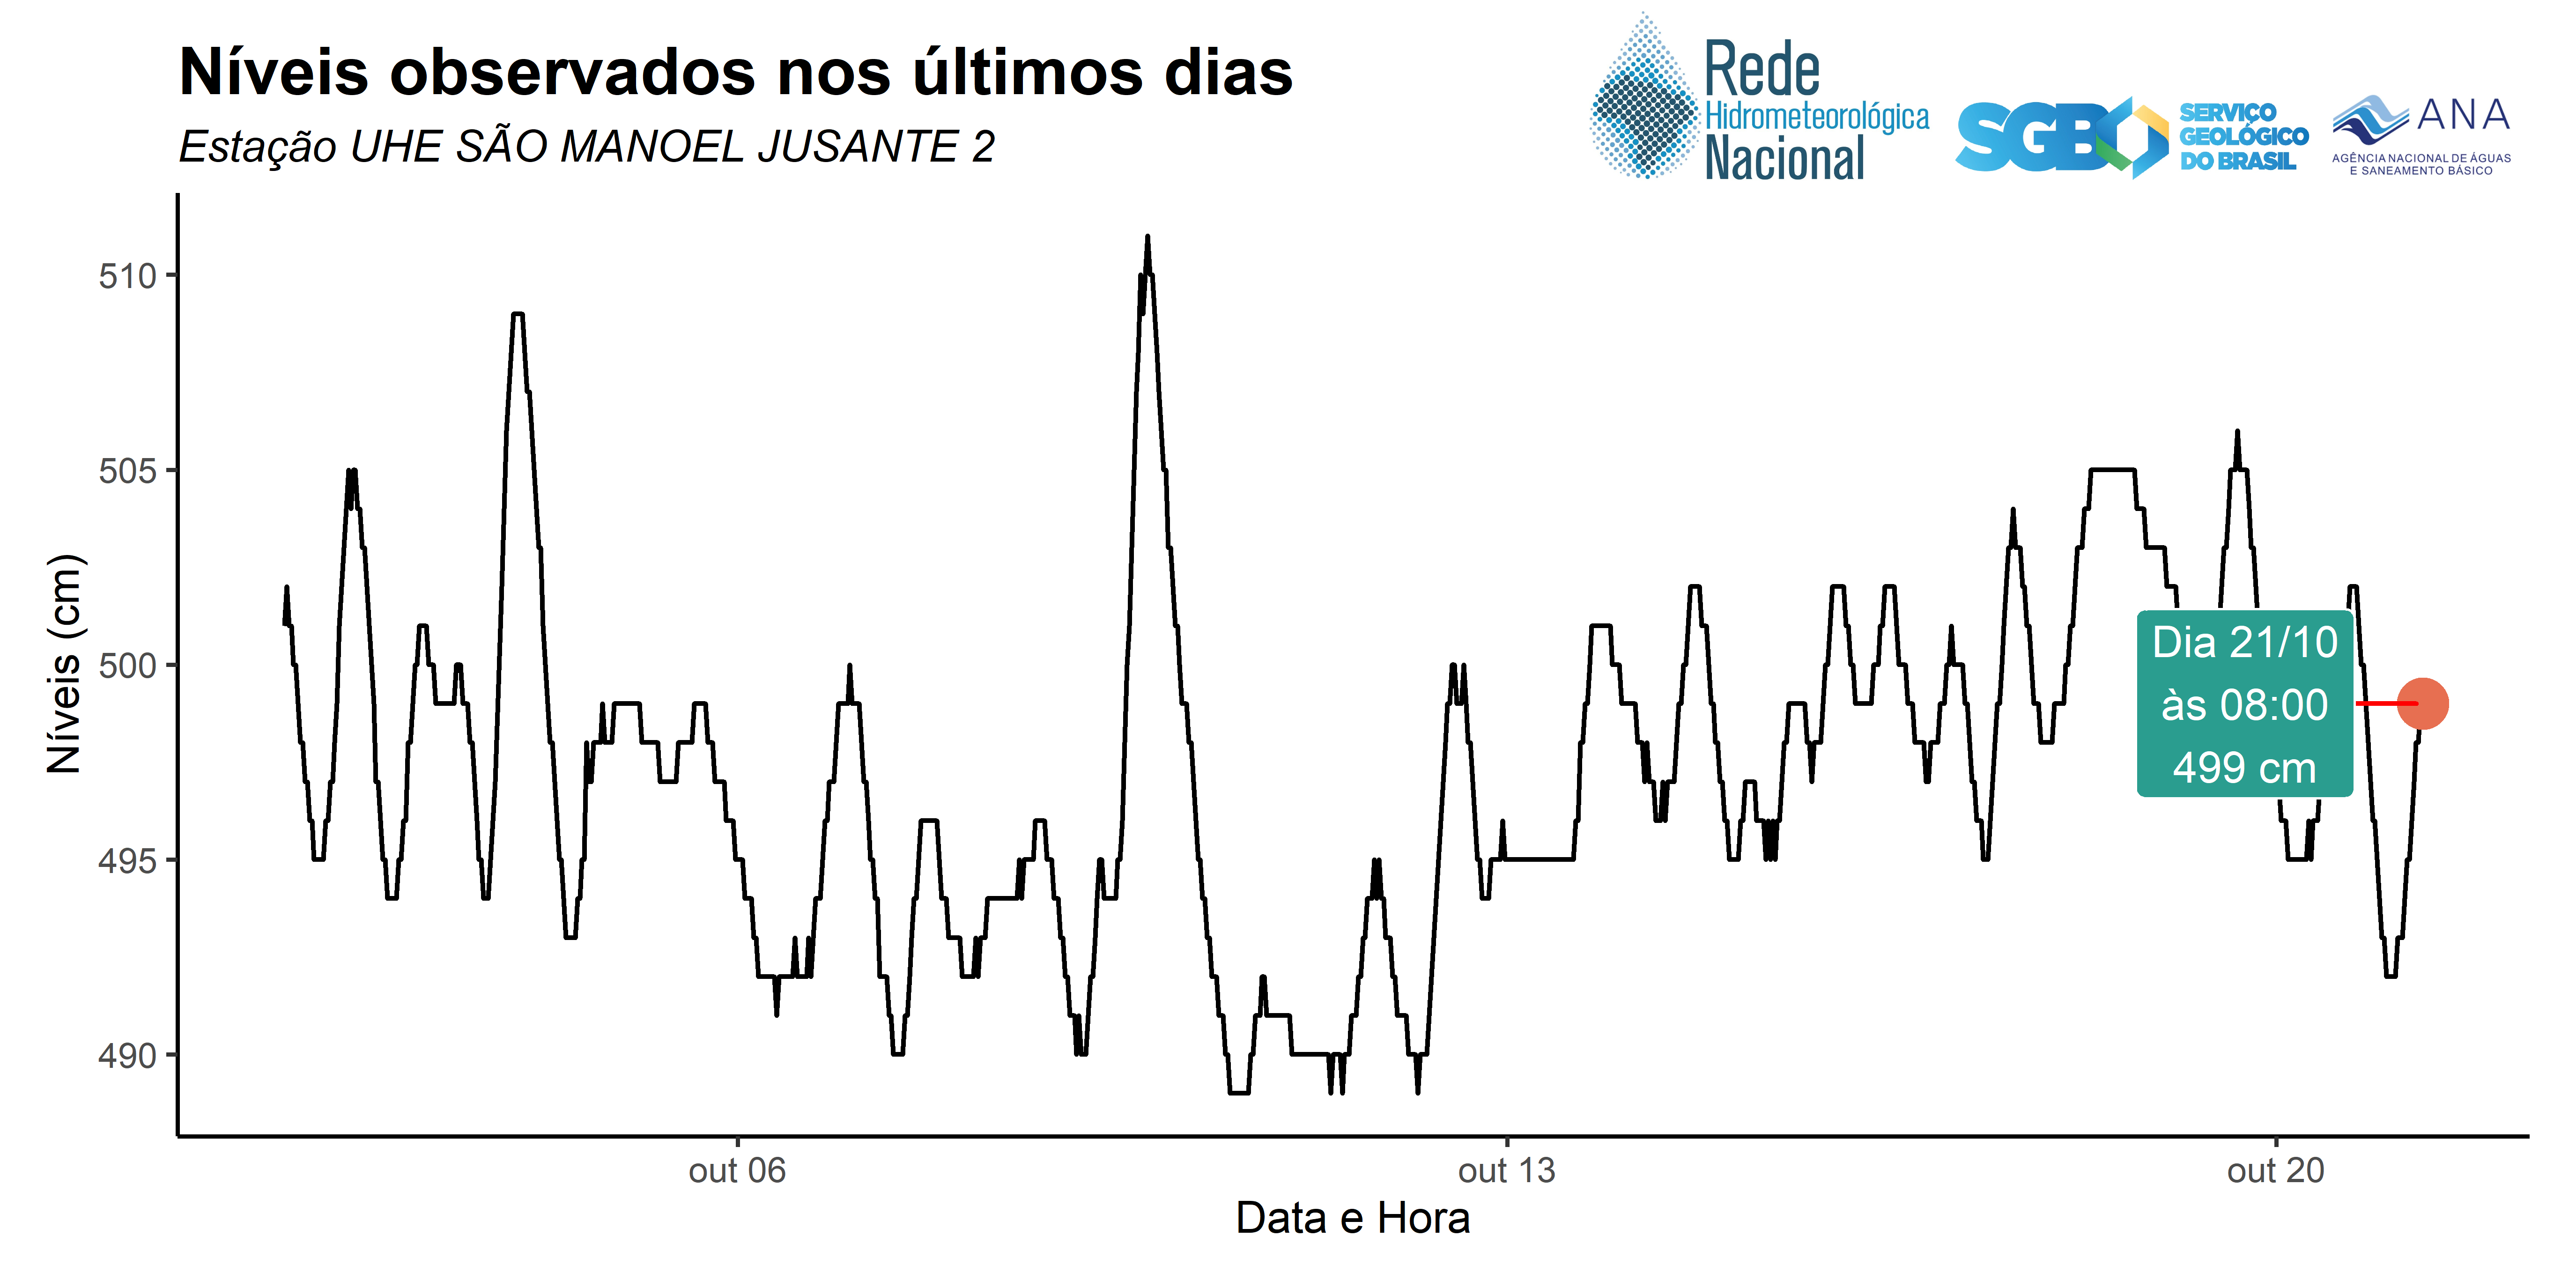 Níveis observados nos últimos dias
Estação UHE SÃO MANOEL JUSANTE 2
Rede
Hidrometeorológica
Nacional
SGB
SERVIÇO
GEOLÓGICO
DO BRASIL
ANA
AGÊNCIA NACIONAL DE ÁGUAS
E SANEAMENTO BÁSICO
Níveis (cm)
510
505
500
495
490
Dia 21/10
às 08:00
499 cm
out 06
out 13
out 20
Data e Hora